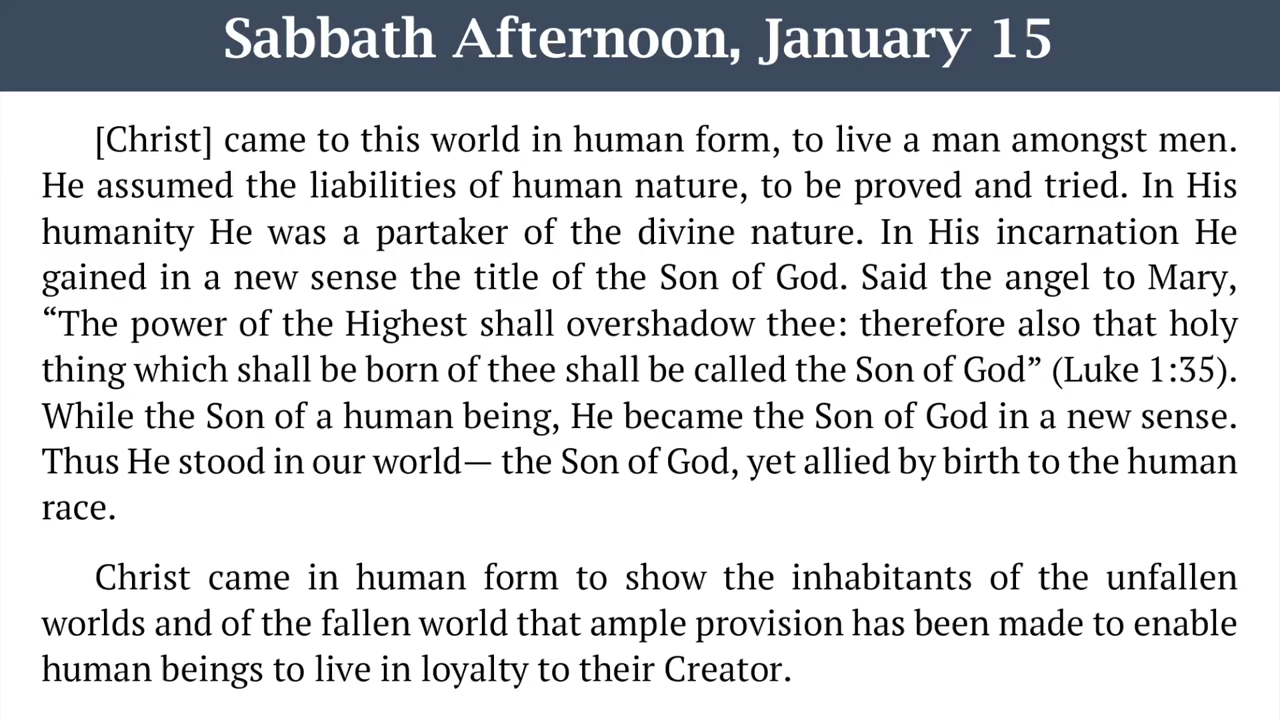 Sabbath Afternoon, January 15
[Christ] came to this world in human form, to live a man amongst men.
He assumed the liabilities of human nature, to be proved and tried. In His
humanity He was a partaker of the divine nature. In His incarnation He
gained in a new sense the title of the Son of God. Said the angel to Mary,
“The power of the Highest shall overshadow thee: therefore also that holy
thing which shall be born of thee shall be called the Son of God” (Luke 1:35).
While the Son of a human being, He became the Son of God in a new sense.
Thus He stood in our world— the Son of God, yet allied by birth to the human
race.
Christ came in human form to show the inhabitants of the unfallen
worlds and of the fallen world that ample provision has been made to enable
human beings to live in loyalty to their Creator.